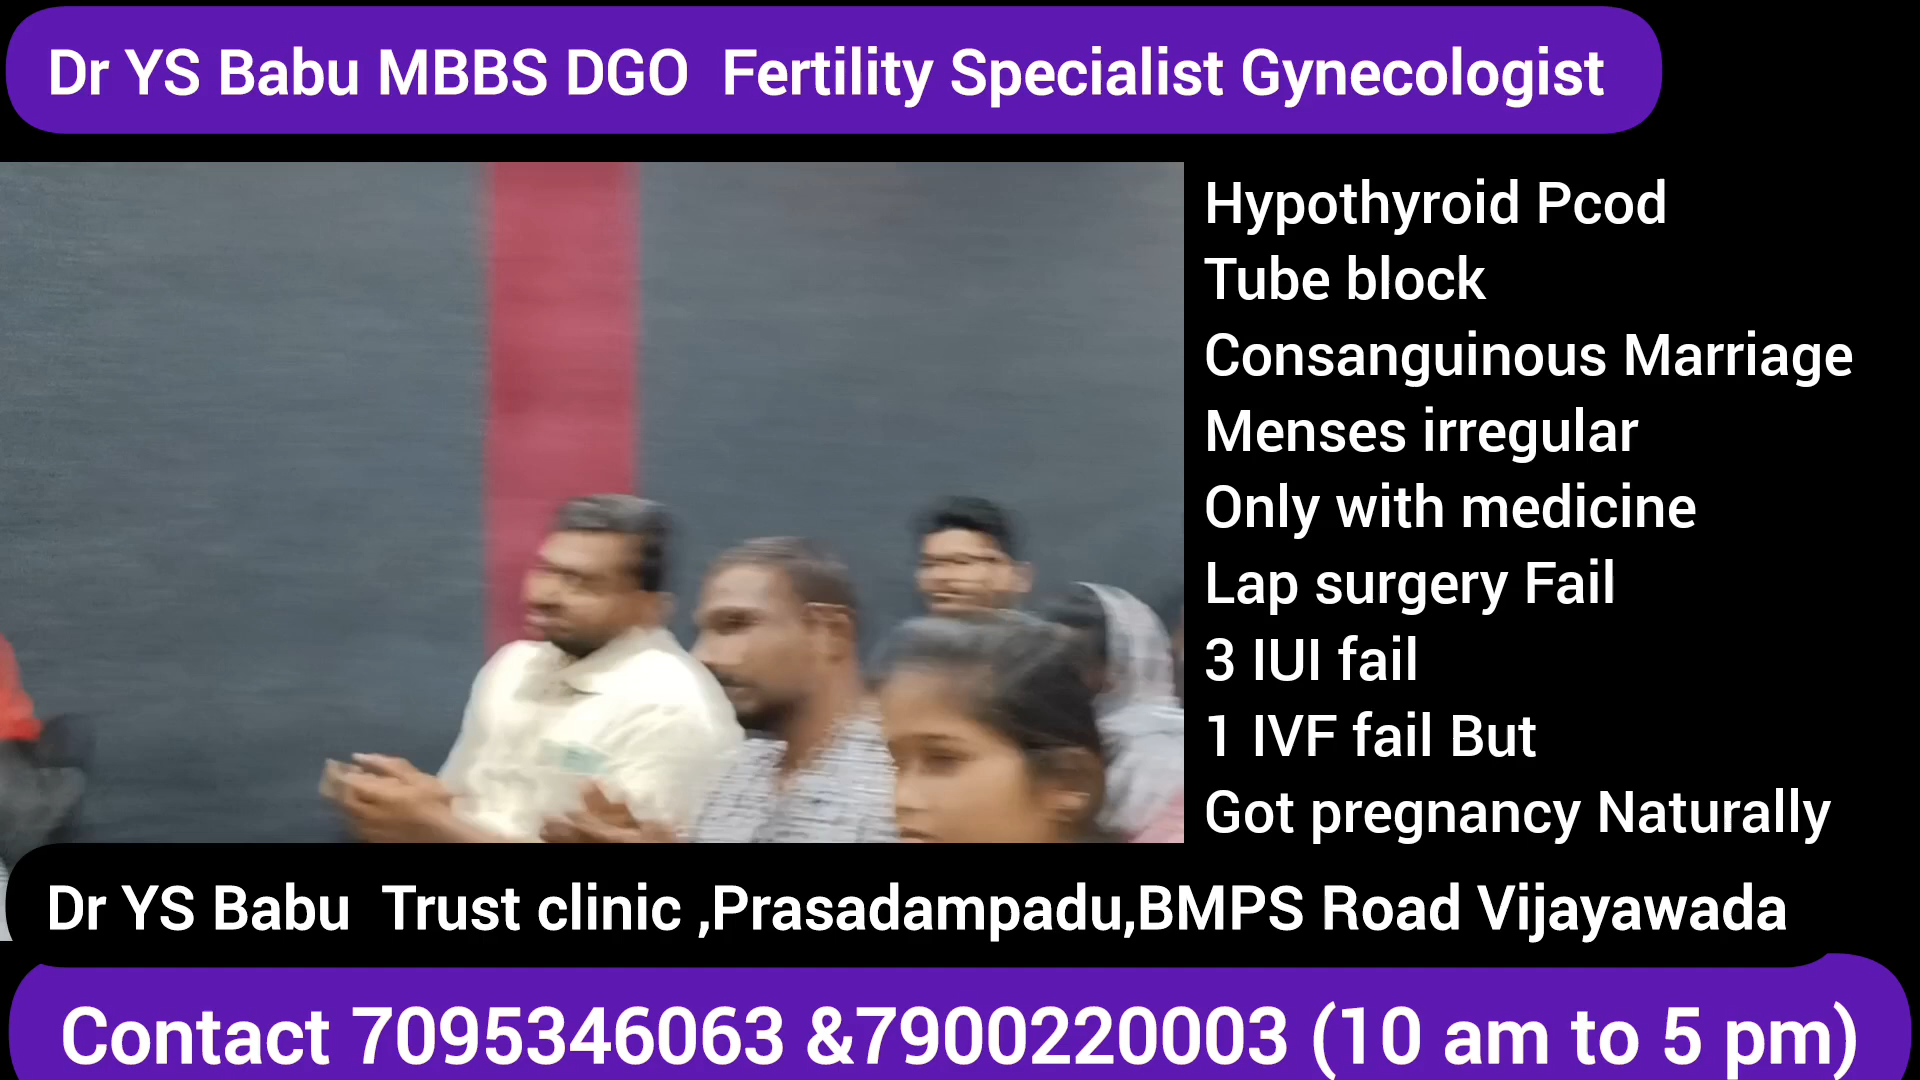 Dr YS Babu MBBS DGO Fertility Specialist Gynecologist
Hypothyroid Pcod
Tube block
Consanguinous Marriage
Menses irregular
Only with medicine
Lap surgery Fail
3 IUI fail
1 IVF fail But
Got pregnancy Naturally
Dr YS Babu Trust clinic ,Prasadampadu,BMPS Road Vijayawada
Contact 7095346063 &7900220003 (10 am to 5 pm)